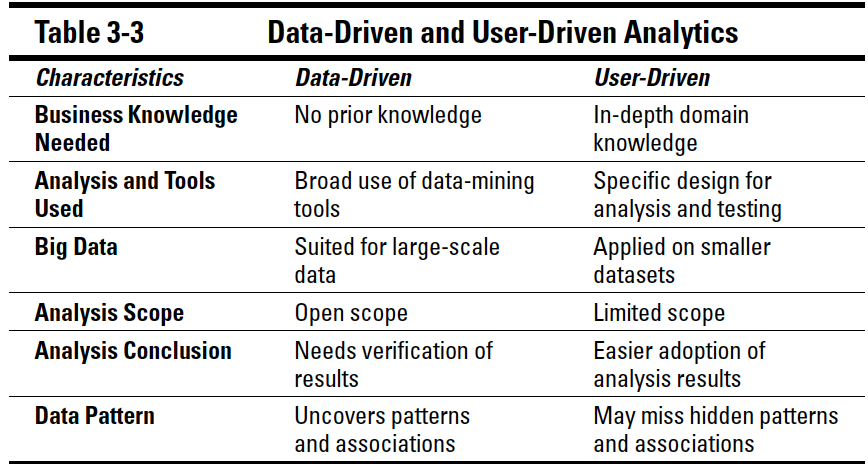 Table 3-3 Data-Driven and User-Driven Analytics
Characteristics Data-Driven User-Driven
Business Knowledge No prior knowledge In-depth domain
Needed knowledge
Analysis and Tools Broad use of data-mining Specific design for
Used tools analysis and testing
Big Data Suited for large-scale Applied on smaller
data datasets
Analysis Scope Open scope Limited scope
Analysis Conclusion Needs verification of Easier adoption of
results analysis results
Data Pattern Uncovers patterns May miss hidden patterns
and associations and associations